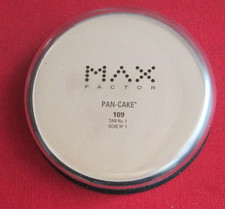 MAX
FACTOR
PAN-CAKE®
109
TAN No. 1